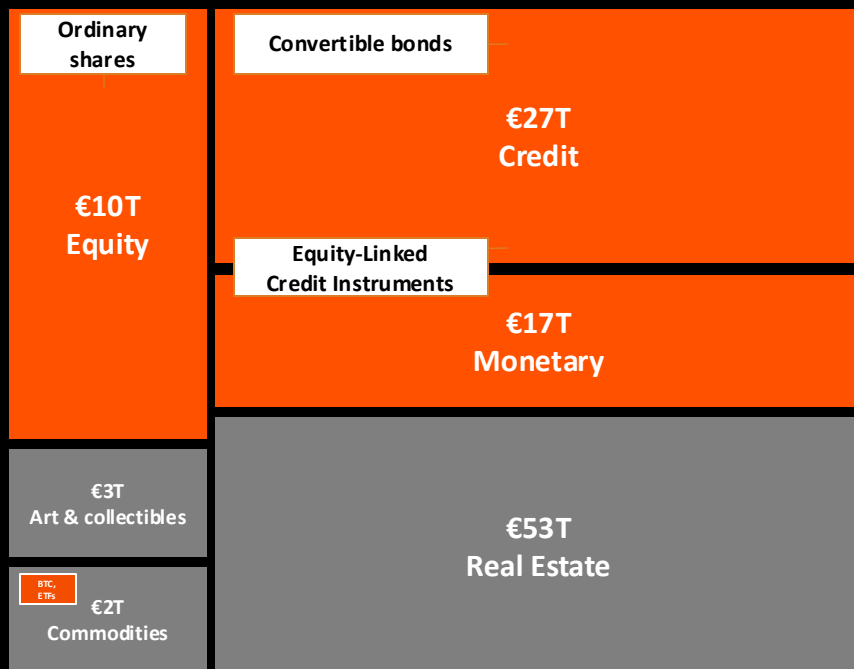 Ordinary
shares
€10T
Equity
Convertible bonds
€27T
Credit
Equity-Linked
Credit Instruments
€17T
Monetary
€3T
Art & collectibles
BTC,
ETFs
€2T
Commodities
€53T
Real Estate